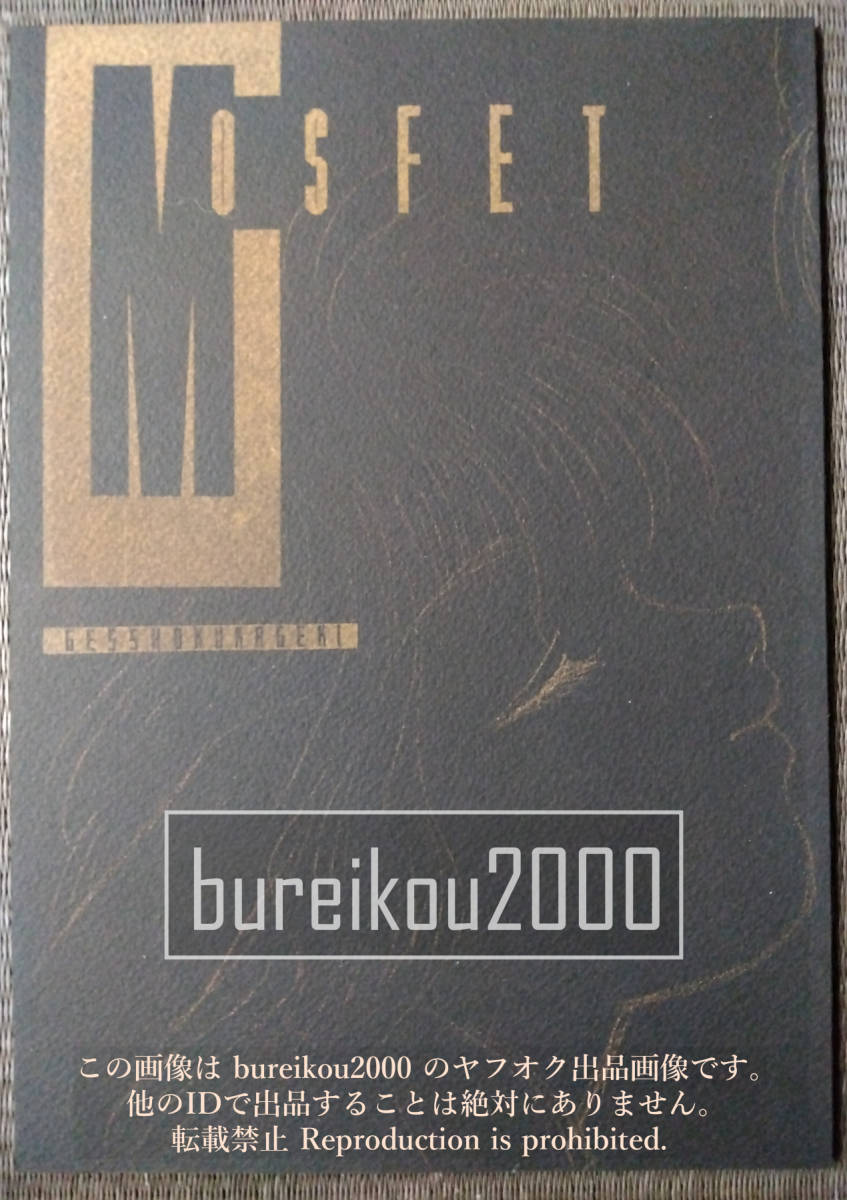 MOSFET
M
GESSHOKURAGERI
bureikou2000
この画像は bureikou2000 のヤフオク出品画像です。
他のIDで出品することは絶対にありません。
転載禁止 Reproduction is prohibited.